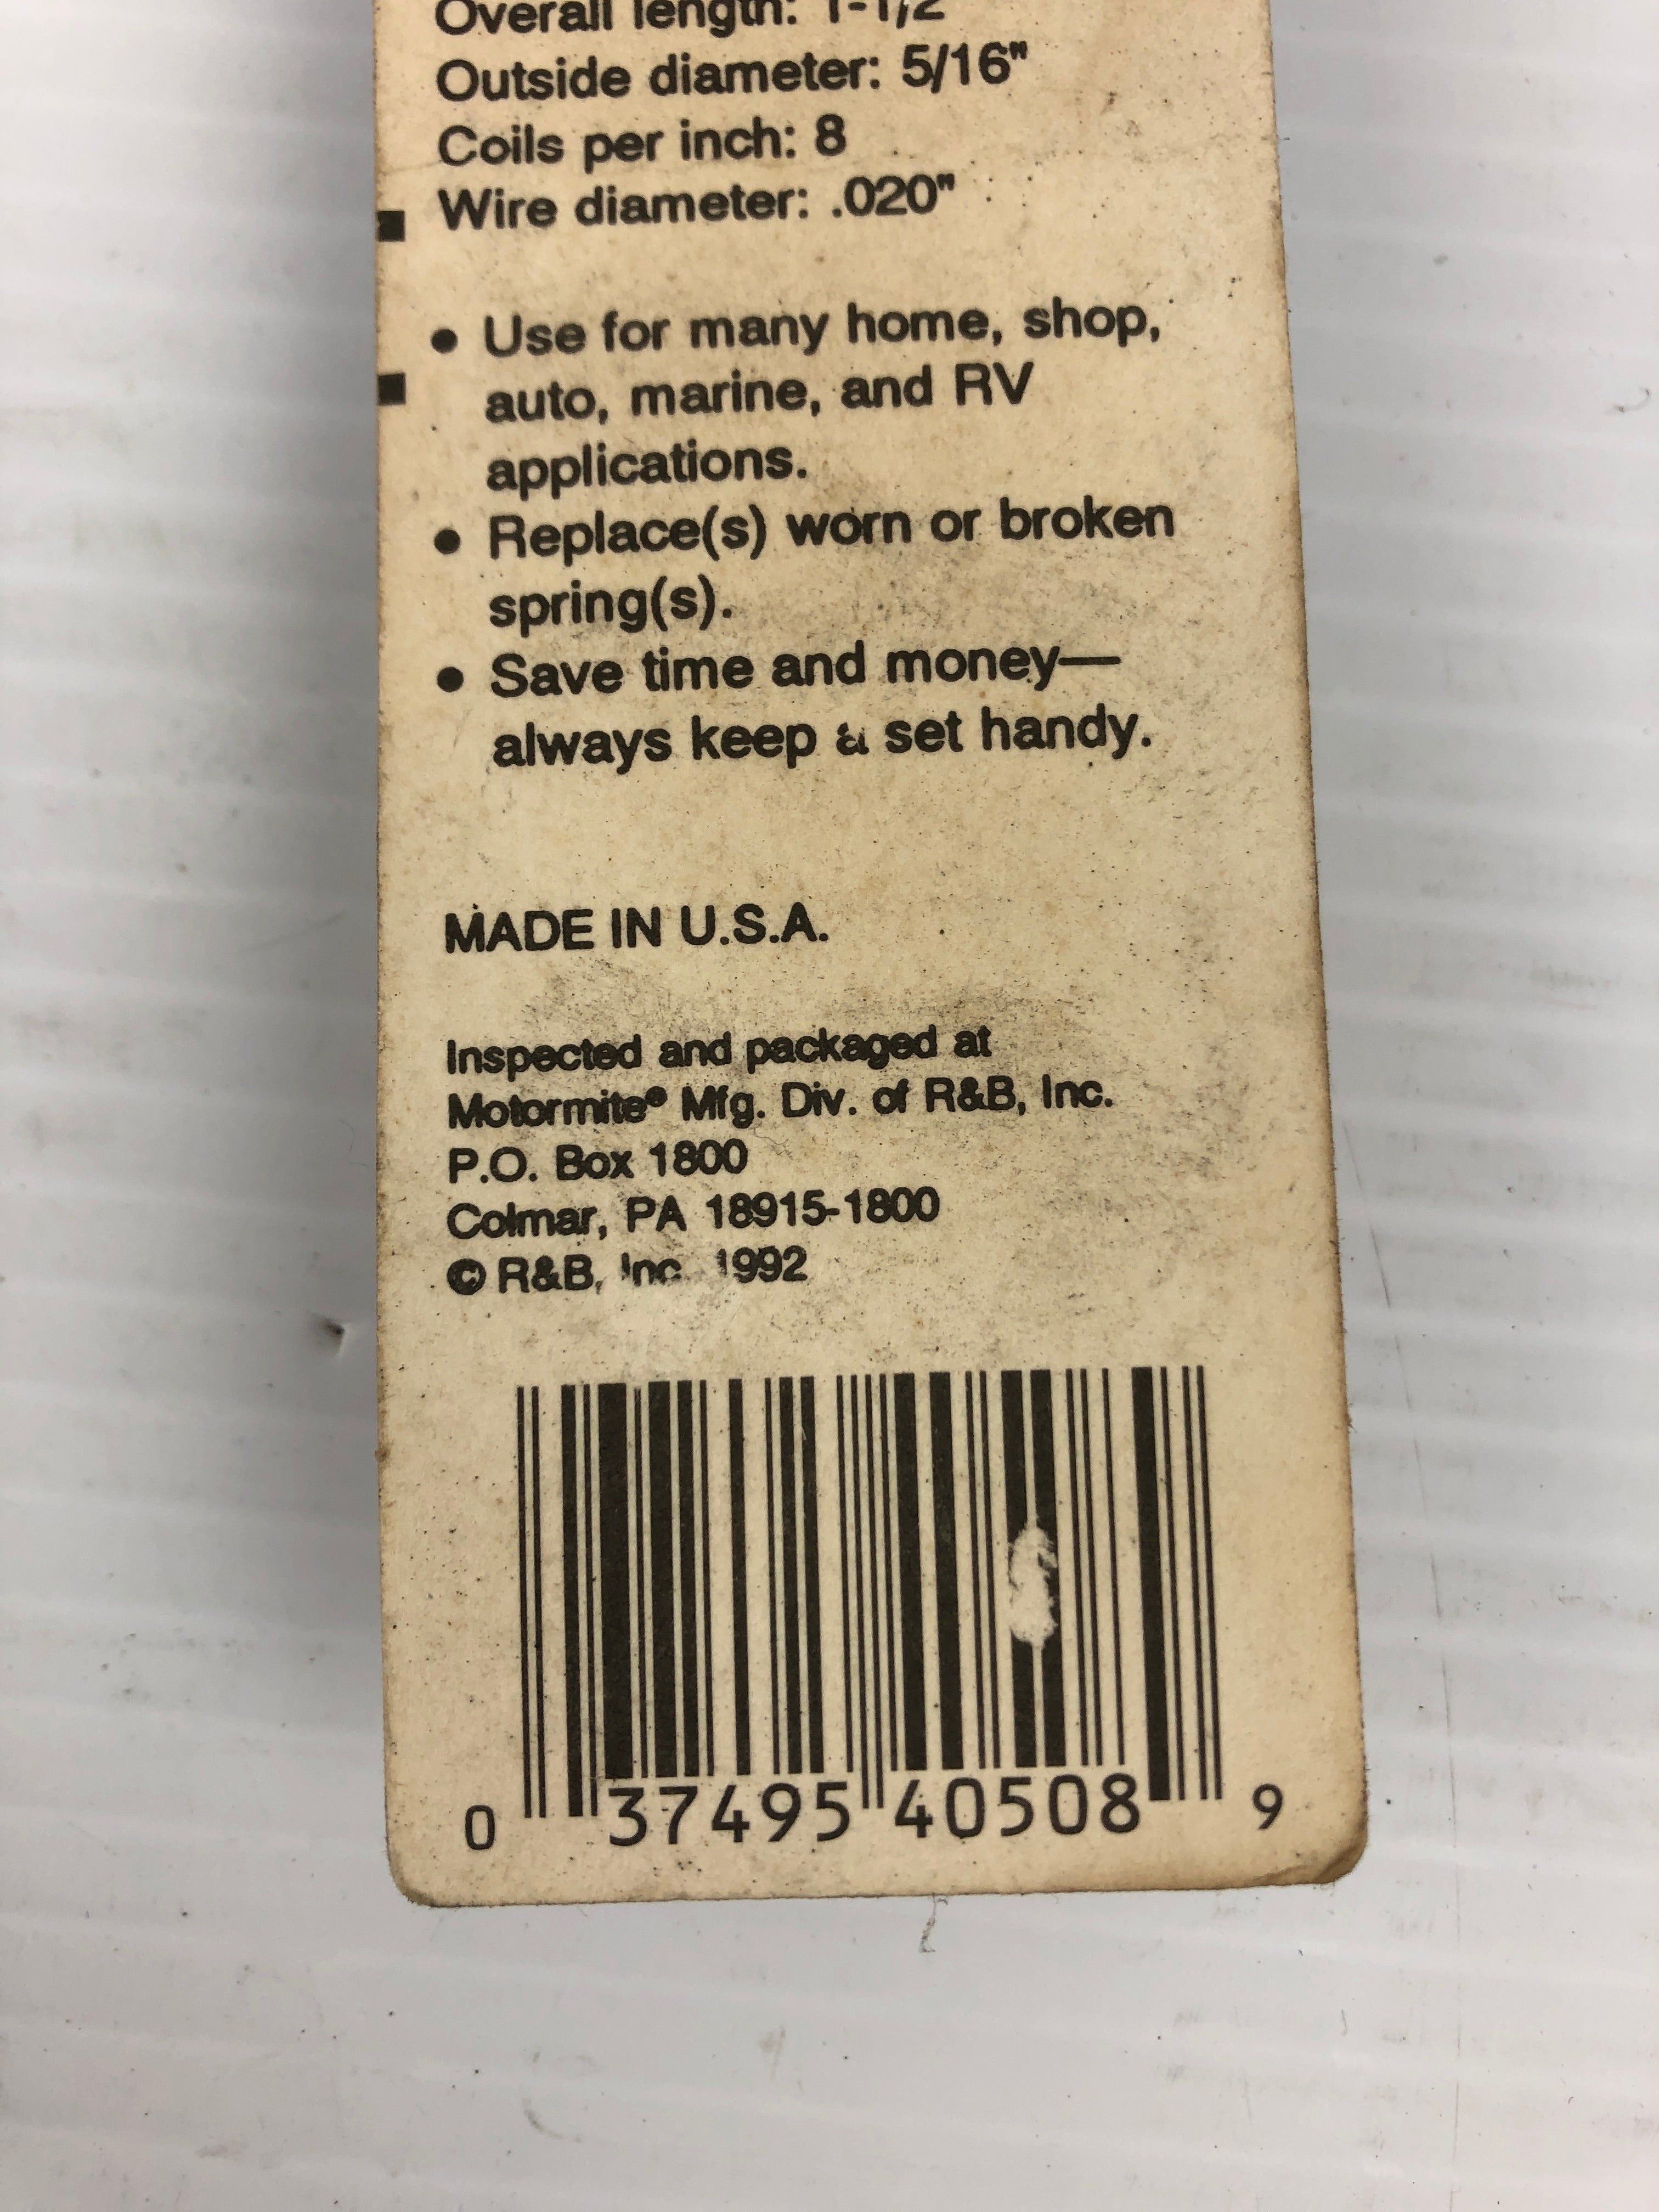 Overall length: 1-1/2"
Outside diameter: 5/16"
Coils per inch: 8
Wire diameter: .020"
• Use for many home, shop,
auto, marine, and RV
applications.
• Replace(s) worn or broken
spring(s).
• Save time and money—
always keep a set handy.
MADE IN U.S.A.
Inspected and packaged at
Motormite® Mfg. Div. of R&B, Inc.
P.O. Box 1800
Colmar, PA 18915-1800
© R&B, Inc. 1992
0 37495 40508 9